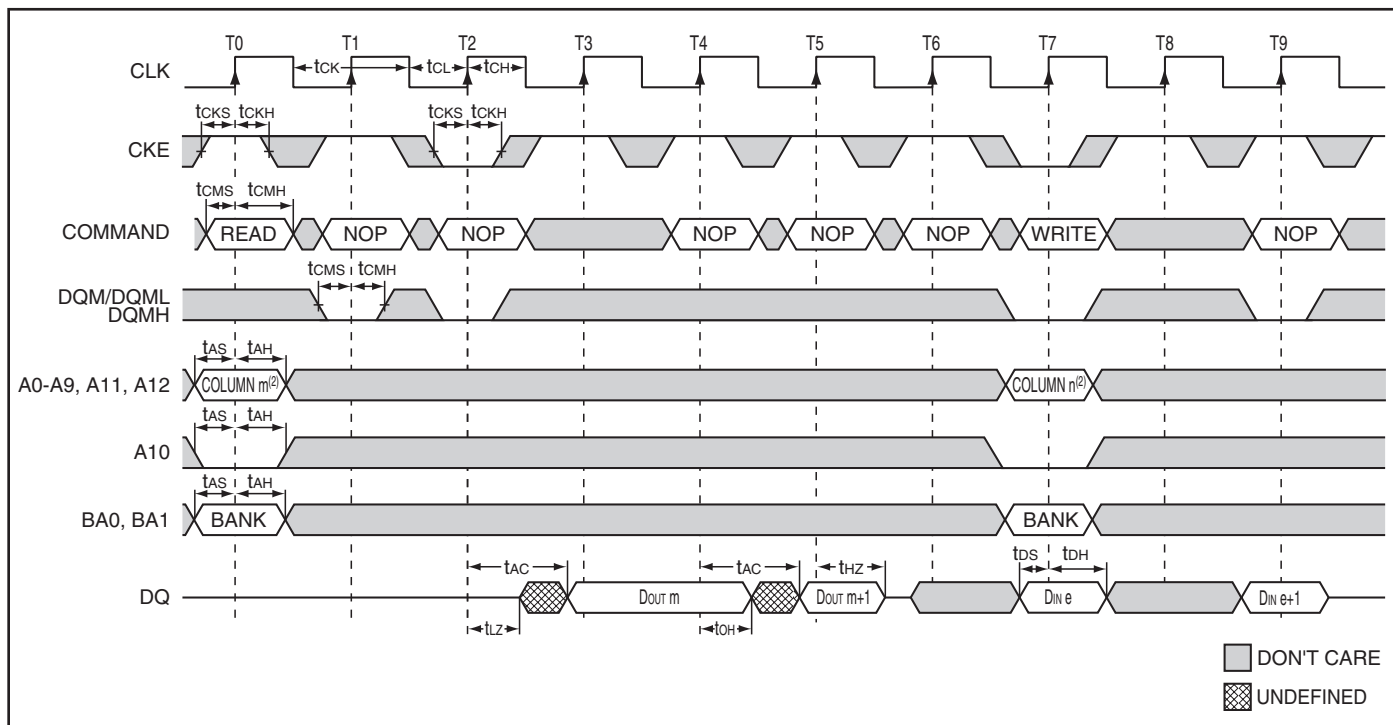 T0 T1 T2 T3 T4 T5 T6 T7 T8 T9
CLK tCK tCL tCH
tCKS tCKH tCKS tCKH
CKE
tCMS tCMH
COMMAND READ NOP NOP NOP NOP NOP WRITE NOP
tCMS tCMH
DQM/DQML
DQMH
tAS tAH
A0-A9, A11, A12 COLUMN m(2) COLUMN n(2)
tAS tAH
A10
tAS tAH
BA0, BA1 BANK BANK
tAC tAC tHZ tDS tDH
DQ DOUT m DOUT m+1 DIN e DIN e+1
tLZ tOH
DON'T CARE
UNDEFINED